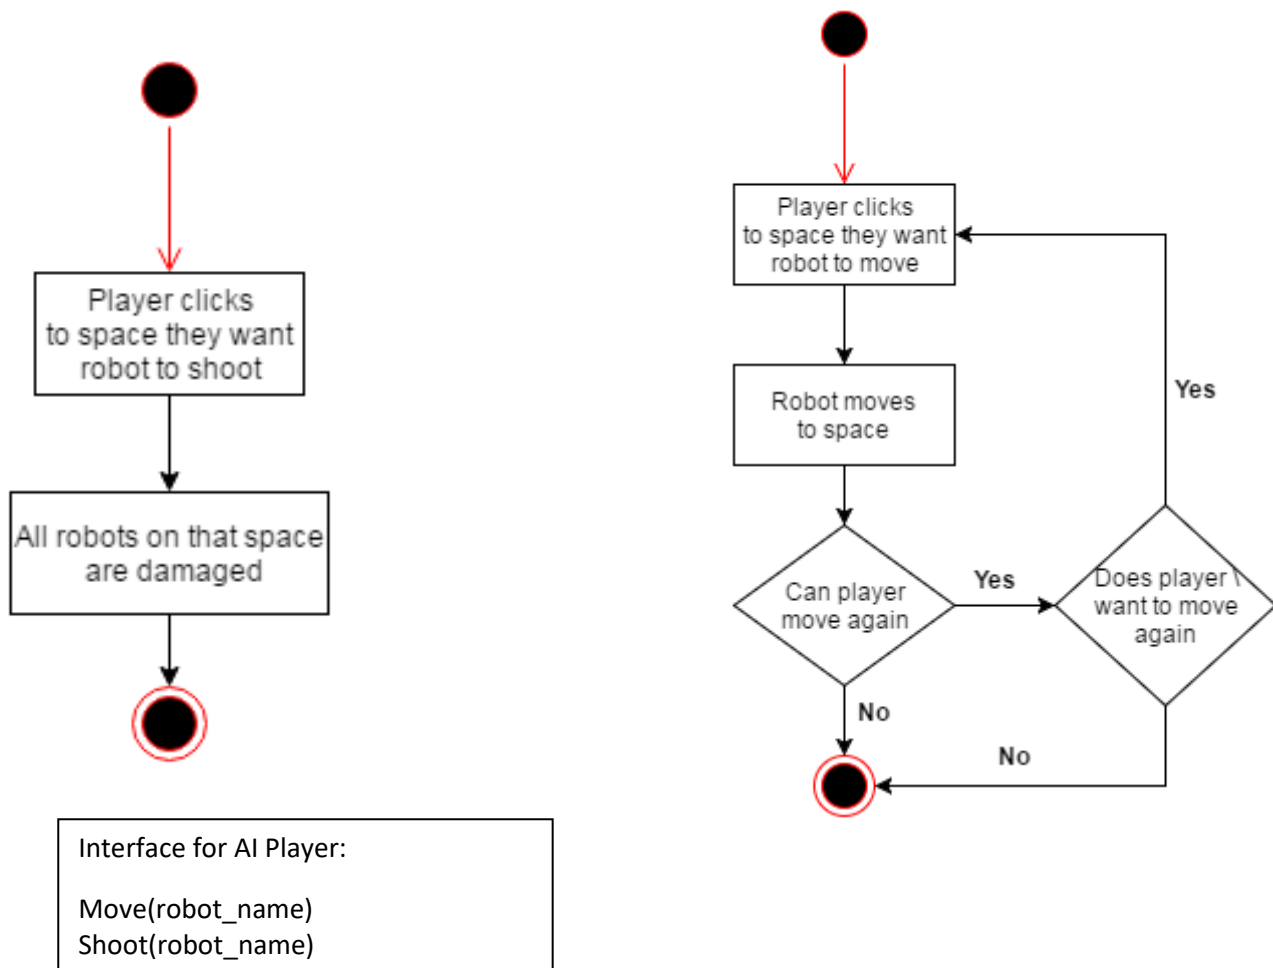 Player clicks
to space they want
robot to shoot
All robots on that space
are damaged
Player clicks
to space they want
robot to move
Robot moves
to space
Can player
move again
Yes
Does player \
want to move
again
Yes
No
No
Interface for AI Player:
Move(robot_name)
Shoot(robot_name)